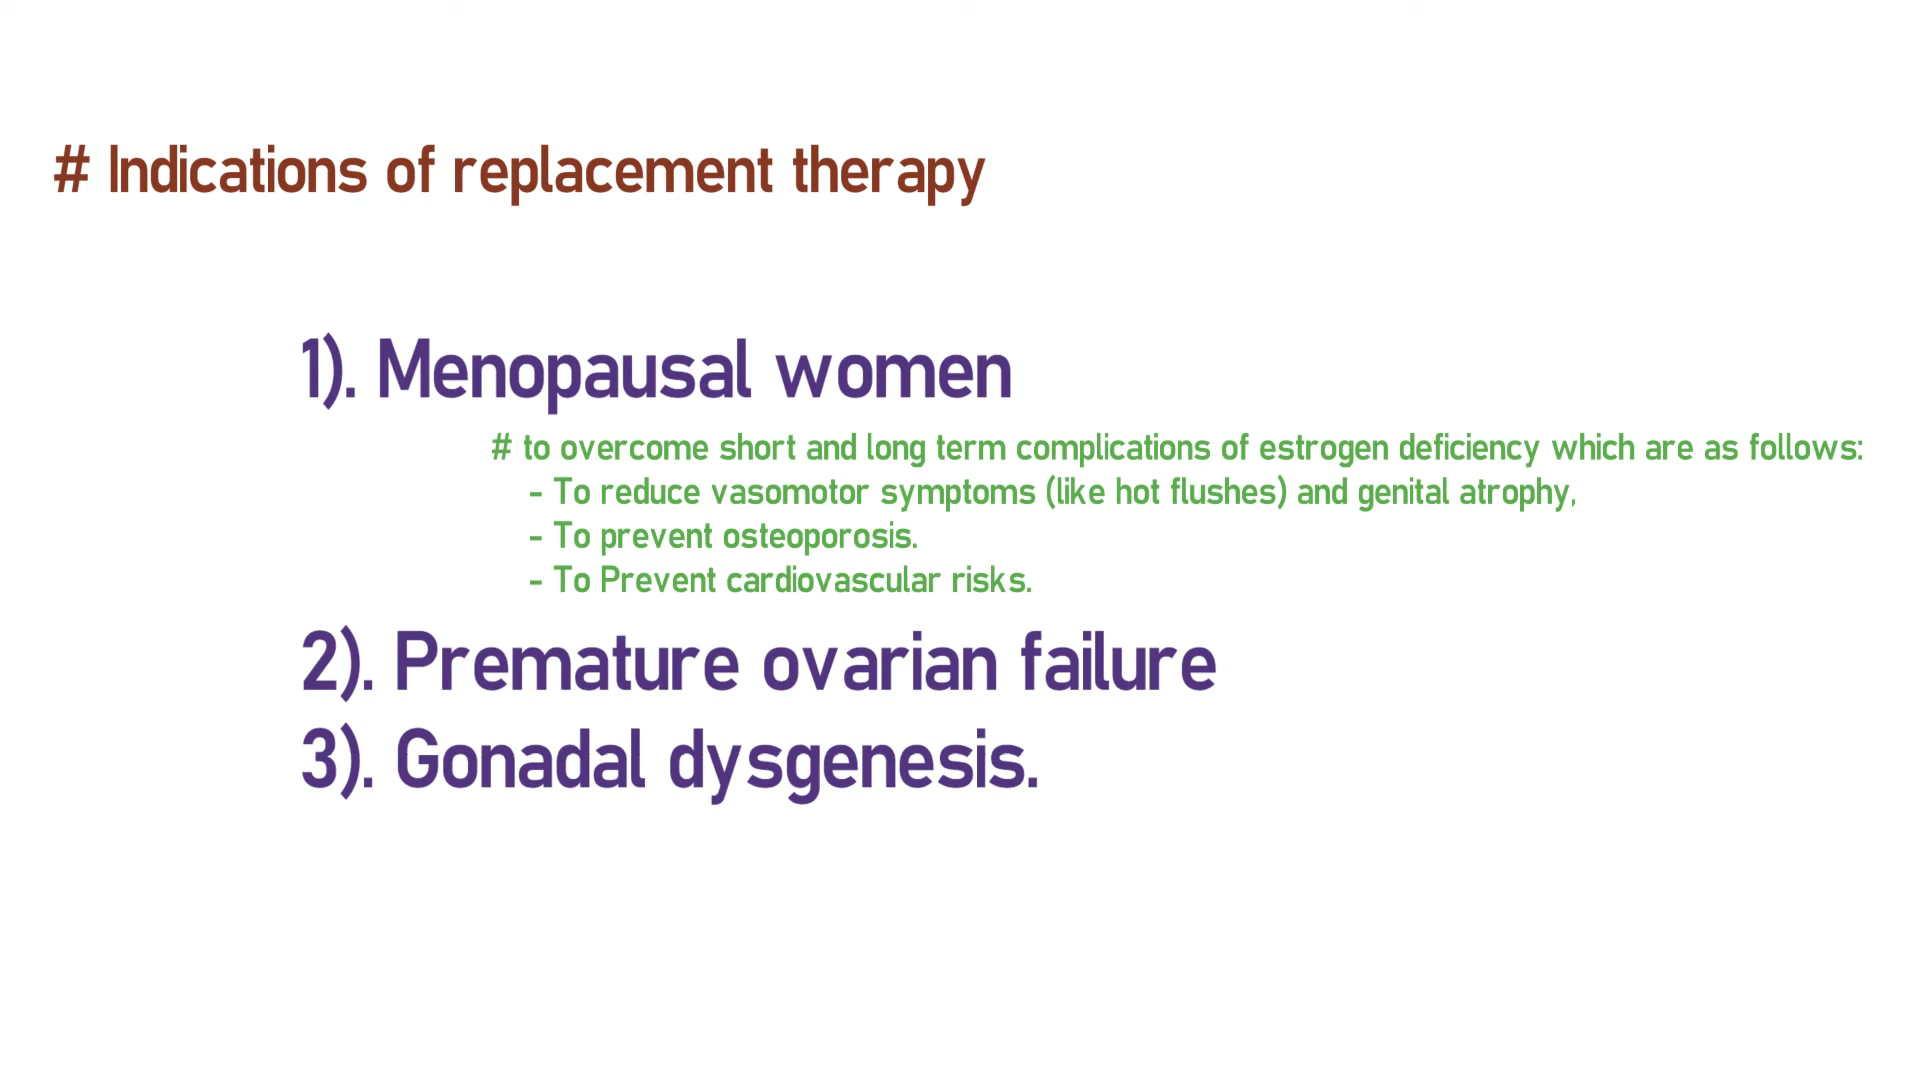 # Indications of replacement therapy
1). Menopausal women
# to overcome short and long term complications of estrogen deficiency which are as follows:
- To reduce vasomotor symptoms (like hot flushes) and genital atrophy,
- To prevent osteoporosis.
- To Prevent cardiovascular risks.
2). Premature ovarian failure
3). Gonadal dysgenesis.